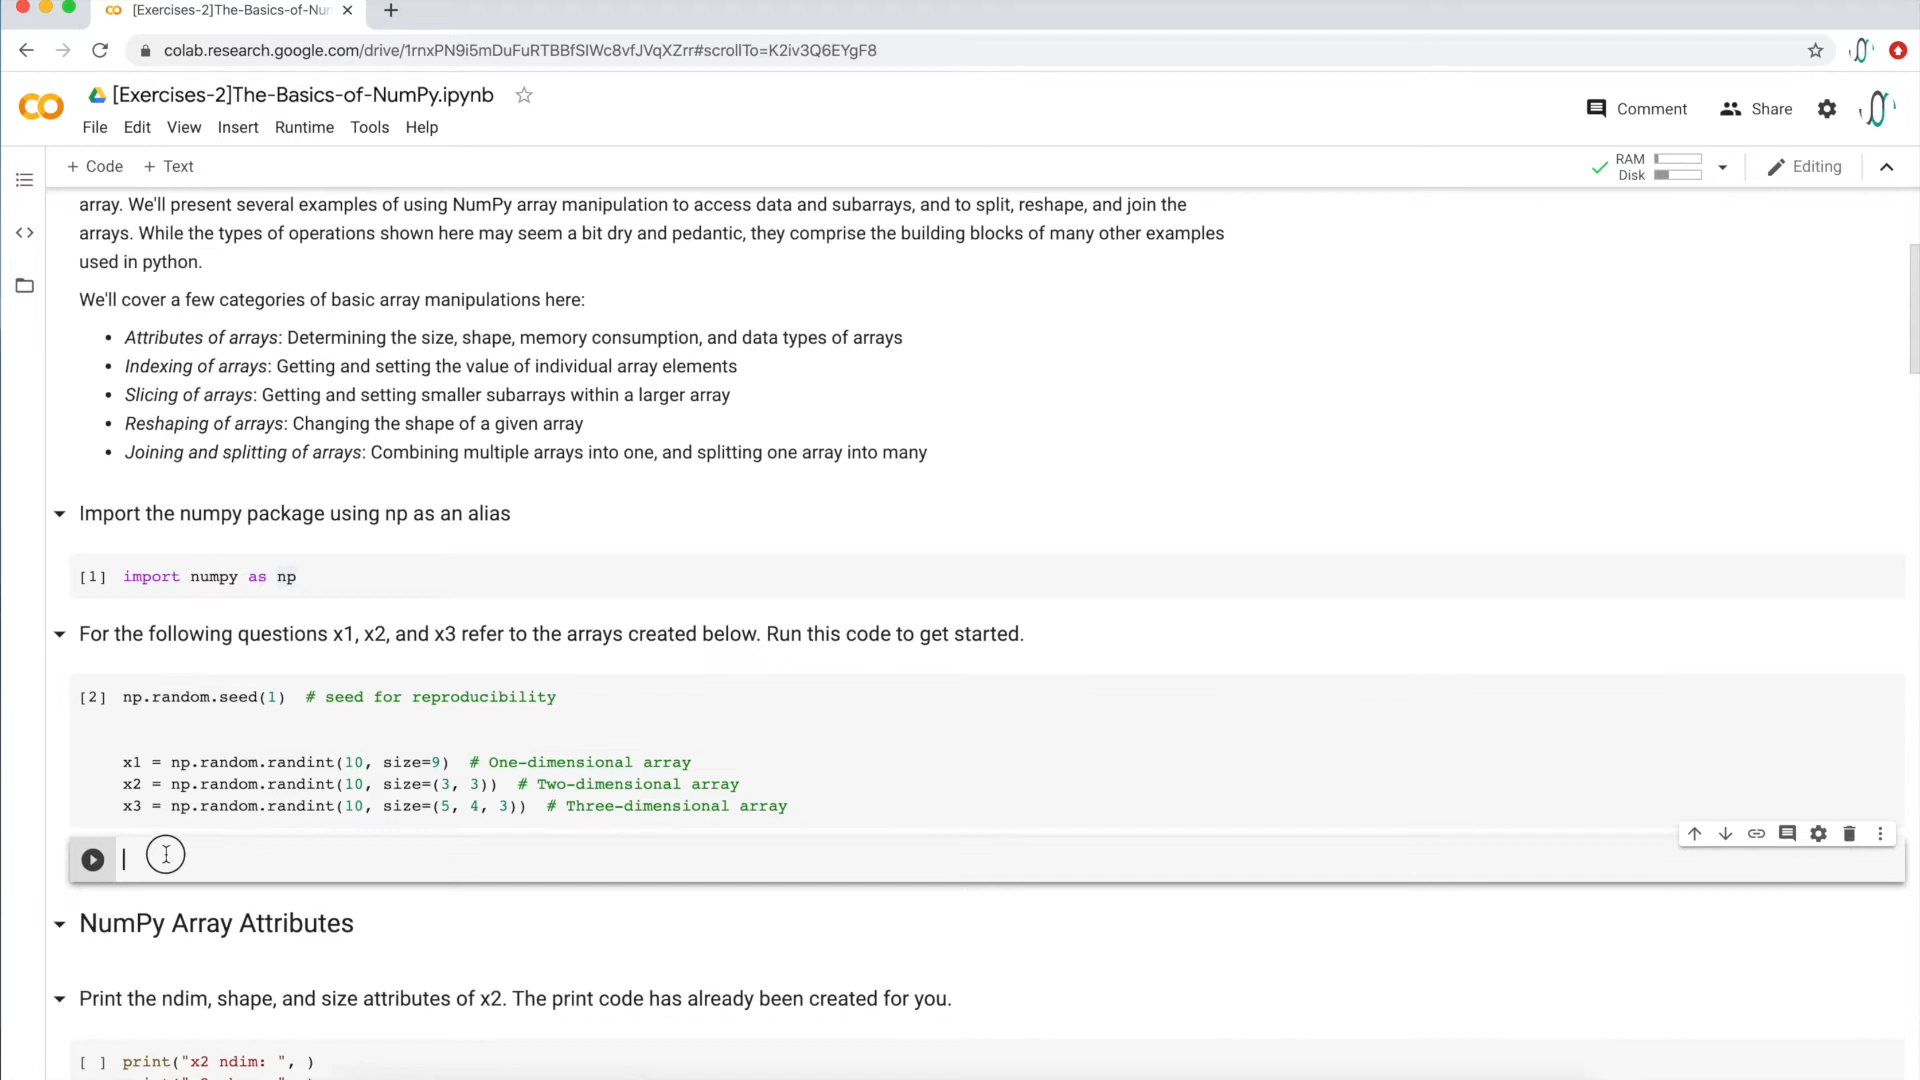 [Exercises-2]The-Basics-of-Nun
colab.research.google.com/drive/1rnxPN9i5mDuFuRTBBfSlWc8vfJVqXZrr#scrollTo=K2iv3Q6EYgF8
[Exercises-2]The-Basics-of-NumPy.ipynb
File Edit View Insert Runtime Tools Help
Comment Share
+ Code + Text
RAM
Disk
Editing
array. We'll present several examples of using NumPy array manipulation to access data and subarrays, and to split, reshape, and join the
arrays. While the types of operations shown here may seem a bit dry and pedantic, they comprise the building blocks of many other examples
used in python.
We'll cover a few categories of basic array manipulations here:
• Attributes of arrays: Determining the size, shape, memory consumption, and data types of arrays
• Indexing of arrays: Getting and setting the value of individual array elements
• Slicing of arrays: Getting and setting smaller subarrays within a larger array
• Reshaping of arrays: Changing the shape of a given array
• Joining and splitting of arrays: Combining multiple arrays into one, and splitting one array into many
Import the numpy package using np as an alias
[1] import numpy as np
For the following questions x1, x2, and x3 refer to the arrays created below. Run this code to get started.
[2] np.random.seed(1)  # seed for reproducibility
x1 = np.random.randint(10, size=9)  # One-dimensional array
x2 = np.random.randint(10, size=(3, 3))  # Two-dimensional array
x3 = np.random.randint(10, size=(5, 4, 3))  # Three-dimensional array
NumPy Array Attributes
Print the ndim, shape, and size attributes of x2. The print code has already been created for you.
[ ] print("x2 ndim: ", )